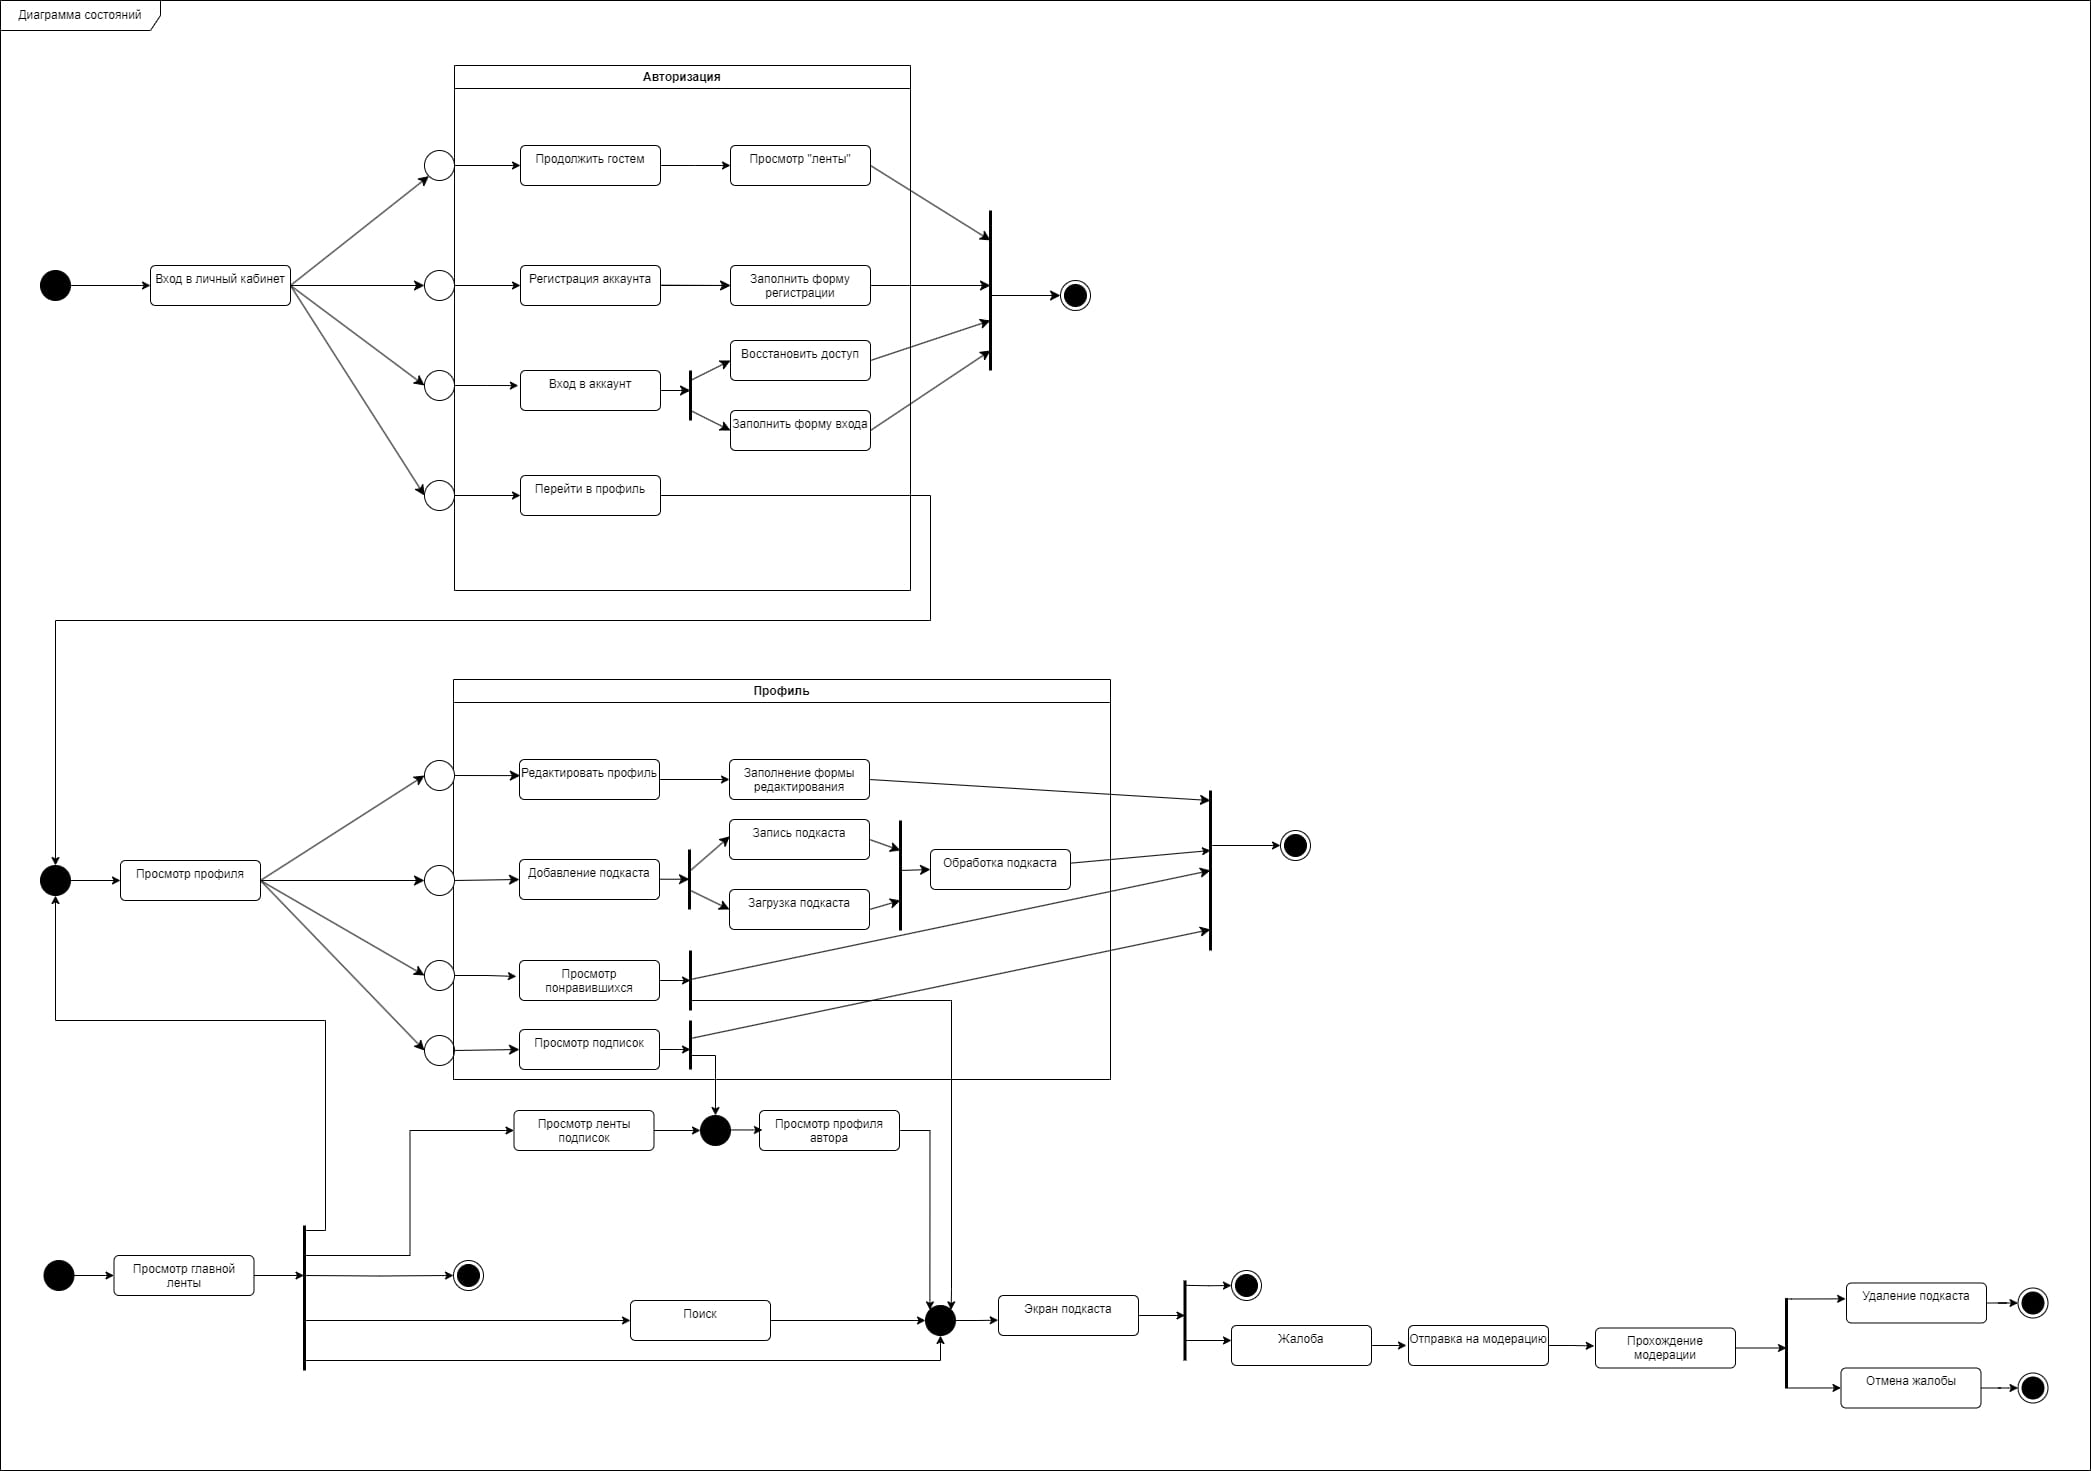 Диаграмма состояний
Авторизация
Продолжить гостем
Просмотр "ленты"
Вход в личный кабинет
Регистрация аккаунта
Заполнить форму
регистрации
Восстановить доступ
Вход в аккаунт
Заполнить форму входа
Перейти в профиль
Профиль
Редактировать профиль
Заполнение формы
редактирования
Запись подкаста
Просмотр профиля
Добавление подкаста
Обработка подкаста
Загрузка подкаста
Просмотр
понравившихся
Просмотр подписок
Просмотр ленты
подписок
Просмотр профиля
автора
Просмотр главной
ленты
Поиск
Экран подкаста
Жалоба
Отправка на модерацию
Прохождение
модерации
Удаление подкаста
Отмена жалобы